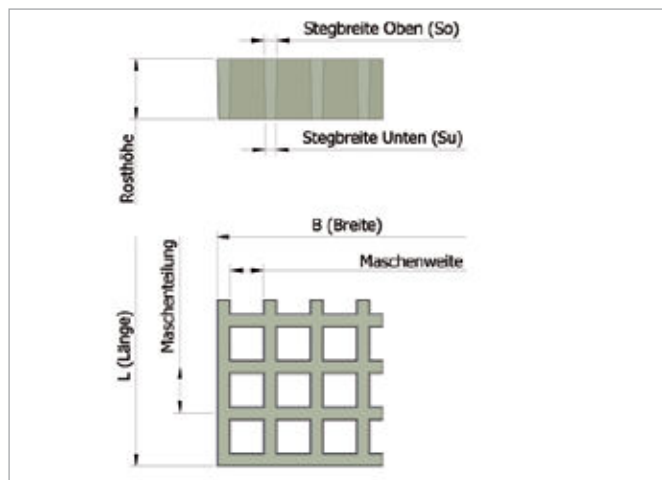 Stegbreite Oben (So)
Rosthöhe
Stegbreite Unten (Su)
B (Breite)
Maschenweite
Maschenteilung
L (Länge)